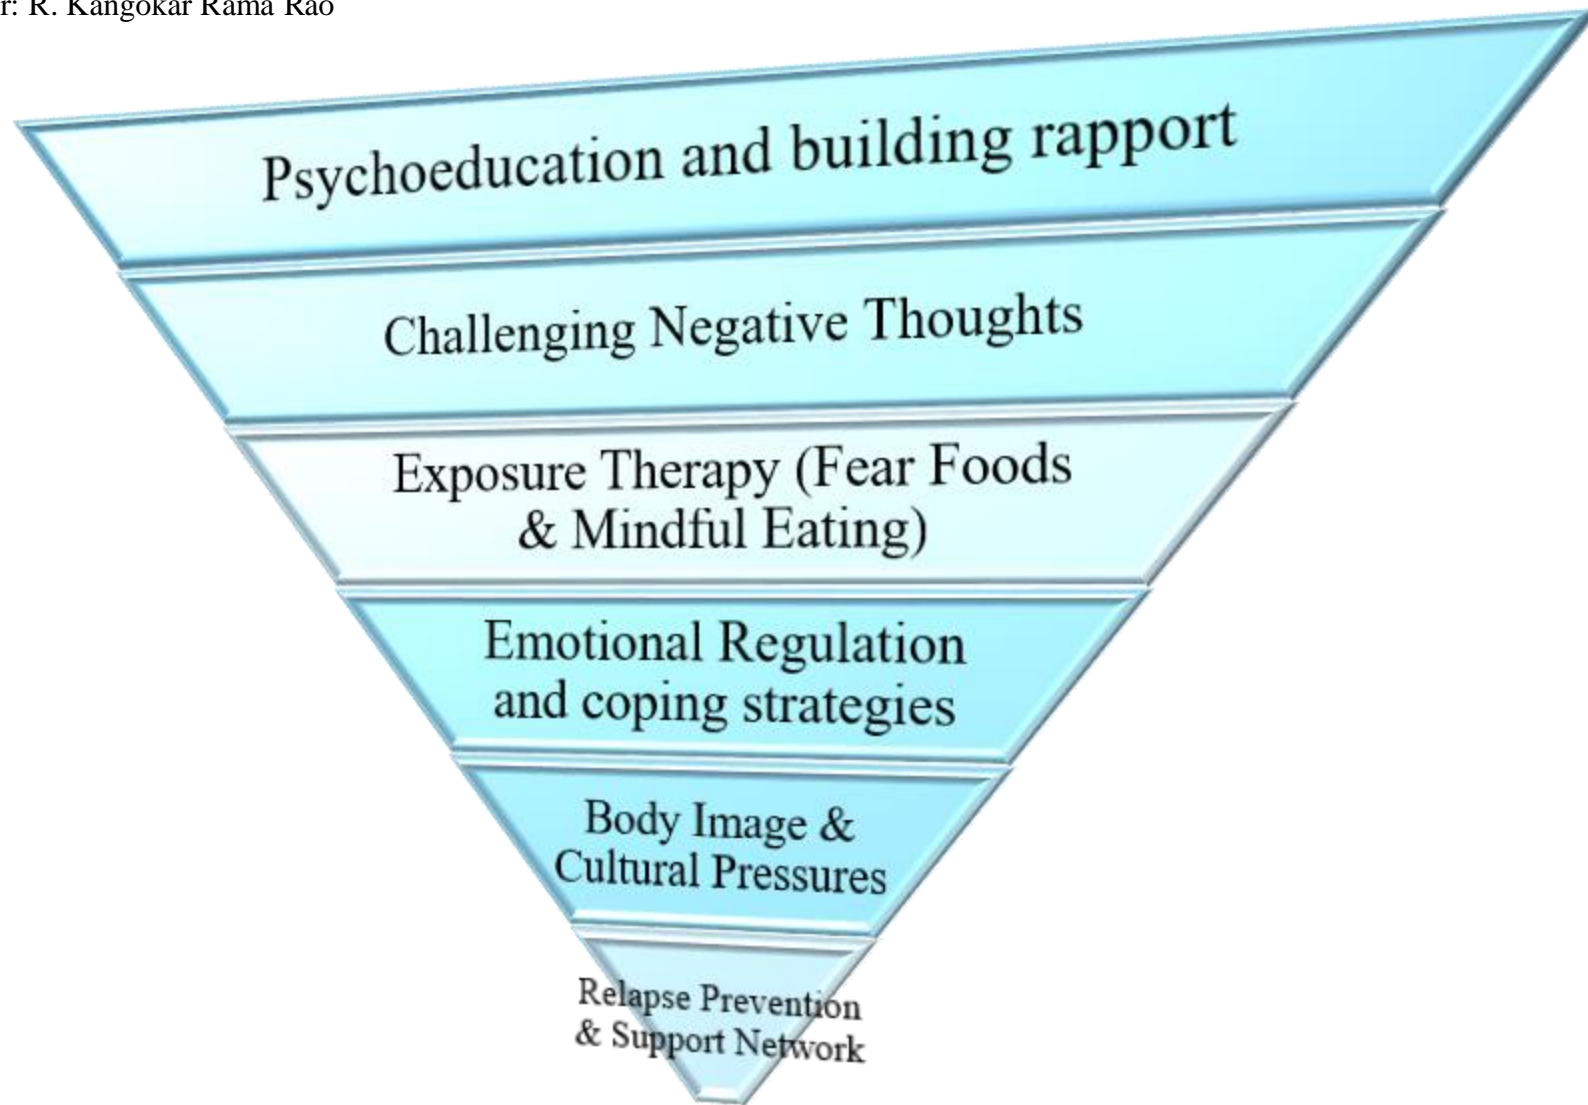 r: R. Kangokar Rama Rao
Psychoeducation and building rapport
Challenging Negative Thoughts
Exposure Therapy (Fear Foods
& Mindful Eating)
Emotional Regulation
and coping strategies
Body Image &
Cultural Pressures
Relapse Prevention
& Support Network